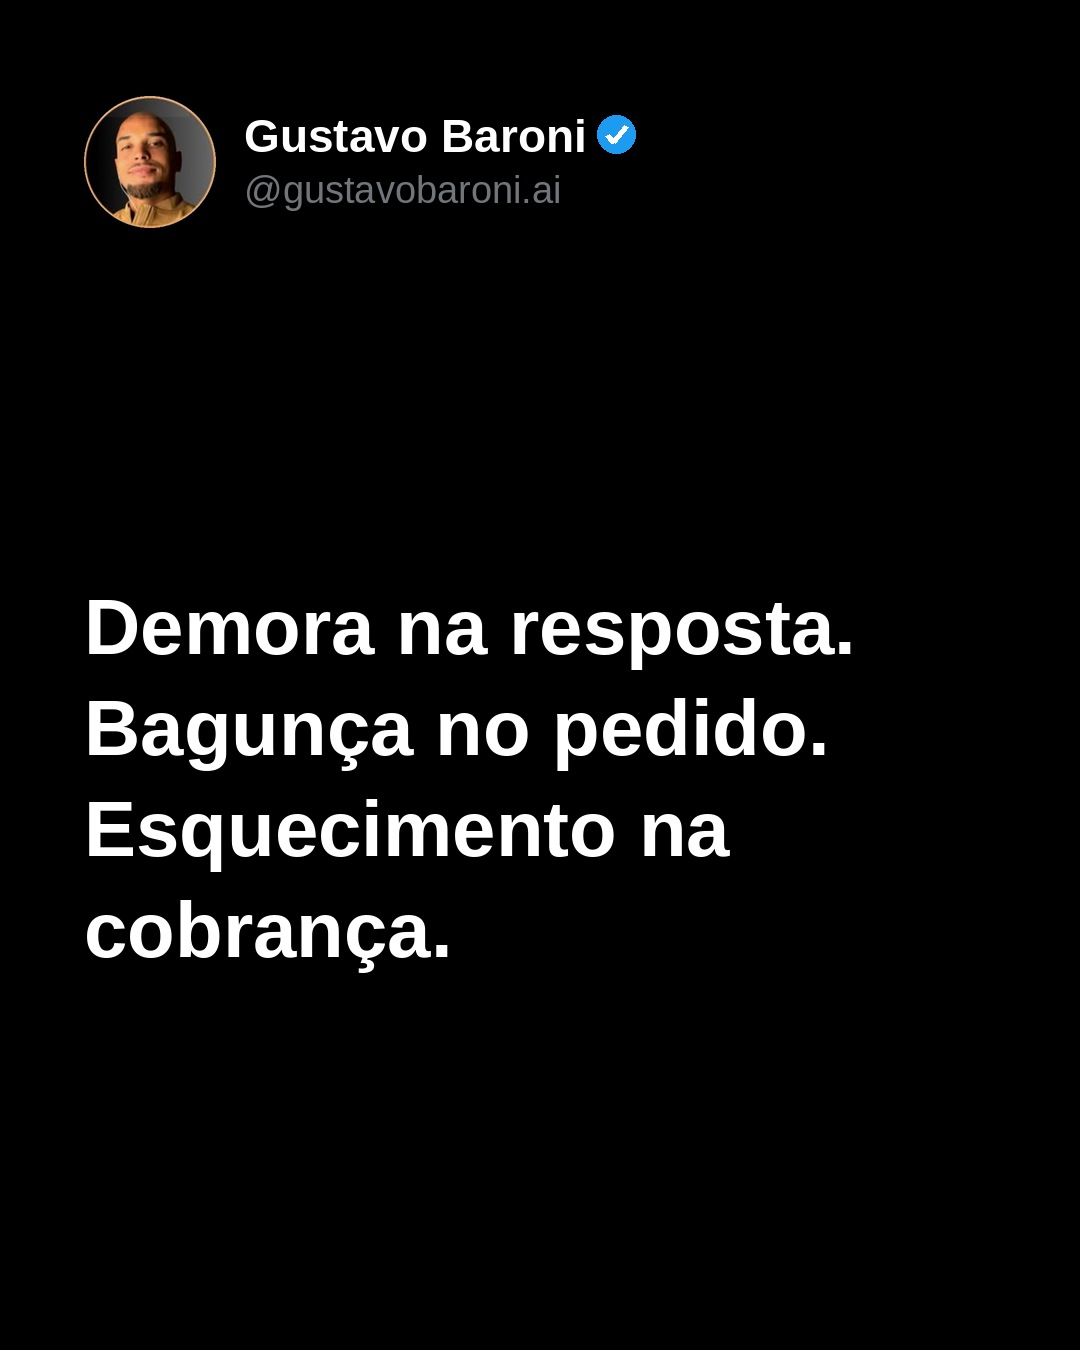 Gustavo Baroni
@gustavobaroni.ai
Demora na resposta.
Bagunça no pedido.
Esquecimento na
cobrança.